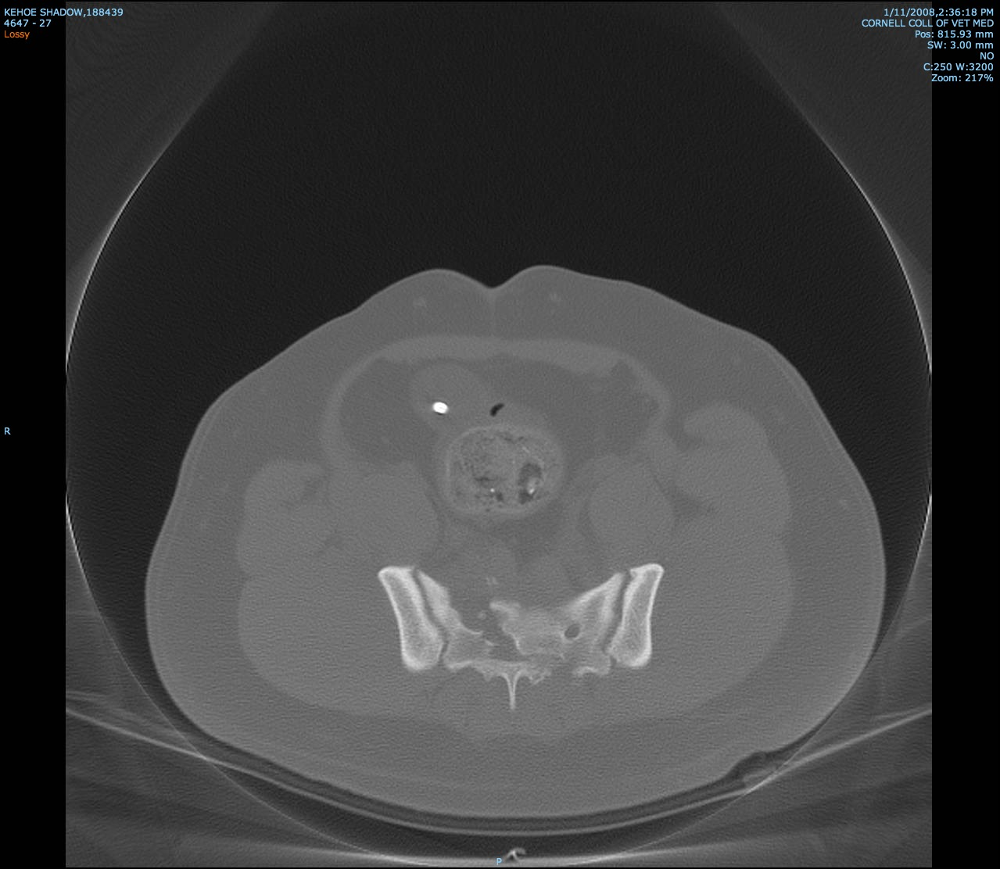 KEHOE SHADOW,188439
4647 - 27
Lossy
1/11/2008,2:36:18 PM
CORNELL COLL OF VET MED
Pos: 815.93 mm
SW: 3.00 mm
NO
C:250 W:3200
Zoom: 217%
R
P